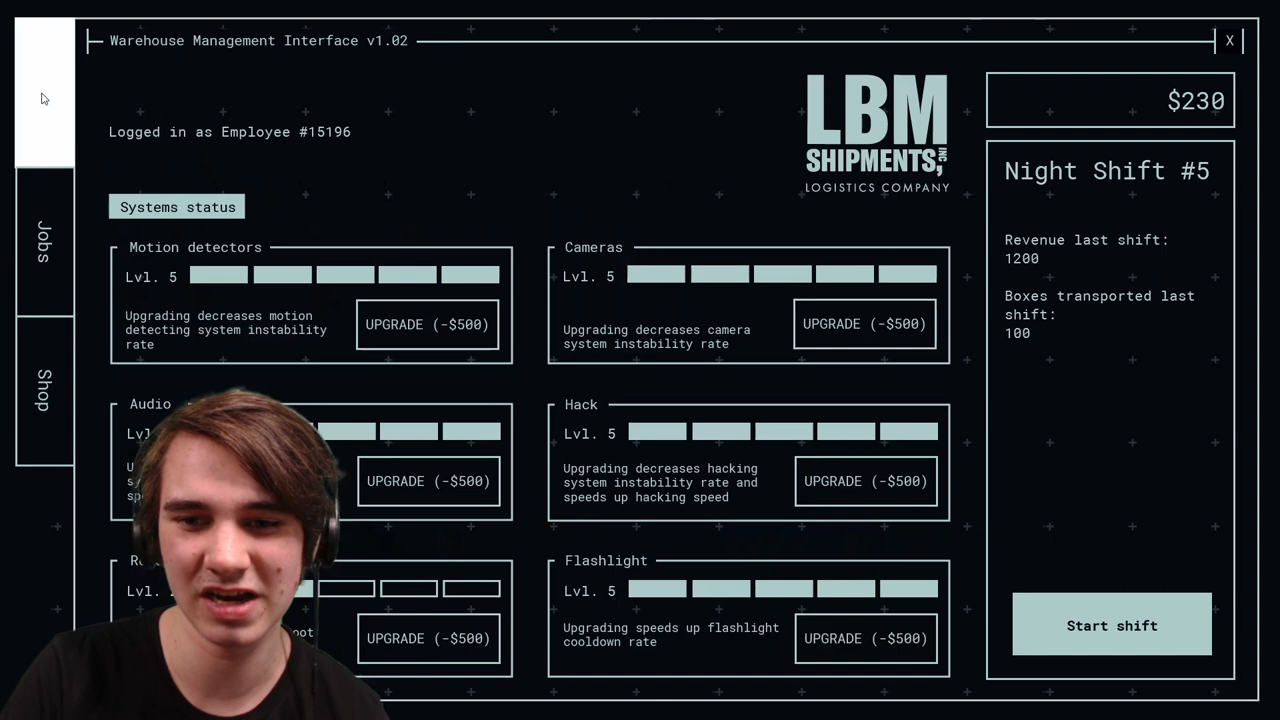 Warehouse Management Interface v1.02
X
Logged in as Employee #15196
LBM
SHIPMENTS, INC
LOGISTICS COMPANY
$230
Night Shift #5
Revenue last shift:
1200
Boxes transported last
shift:
100
Start shift
Jobs
Shop
Systems status
Motion detectors
Lvl. 5
Upgrading decreases motion
detecting system instability
rate
UPGRADE (-$500)
Cameras
Lvl. 5
Upgrading decreases camera
system instability rate
UPGRADE (-$500)
Audio
UPGRADE (-$500)
Hack
Lvl. 5
Upgrading decreases hacking
system instability rate and
speeds up hacking speed
UPGRADE (-$500)
Lvl.
UPGRADE (-$500)
Flashlight
Lvl. 5
Upgrading speeds up flashlight
cooldown rate
UPGRADE (-$500)